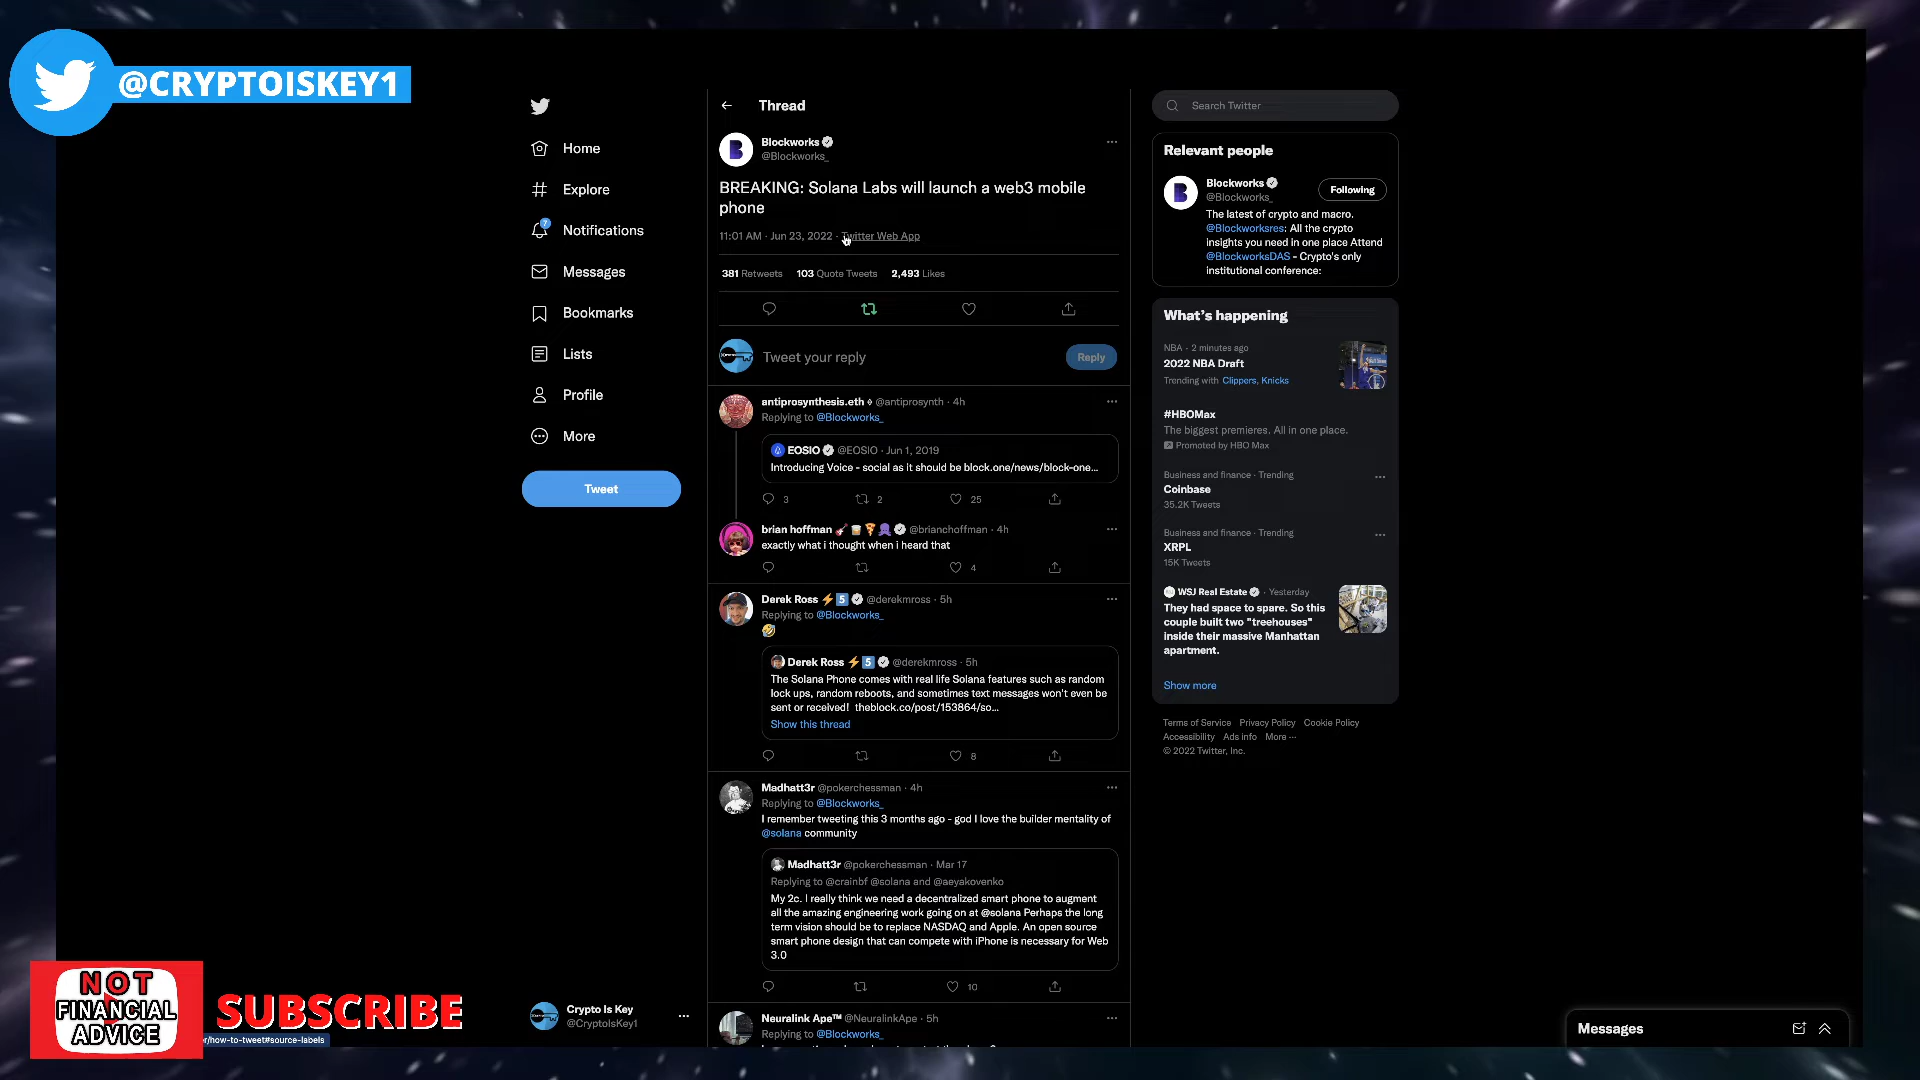 @CRYPTOISKEY1
Home
Explore
7
Notifications
Messages
Bookmarks
Lists
Profile
More
Tweet
Crypto Is Key
@CryptoIsKey1
NOT
FINANCIAL
ADVICE
SUBSCRIBE
r/how-to-tweet#source-labels
Thread
Blockworks
@Blockworks_
BREAKING: Solana Labs will launch a web3 mobile
phone
11:01 AM · Jun 23, 2022 · Twitter Web App
381 Retweets 103 Quote Tweets 2,493 Likes
Tweet your reply
Reply
antiprosynthesis.eth @antiprosynth · 4h
Replying to @Blockworks_
EOSIO @EOSIO · Jun 1, 2019
Introducing Voice - social as it should be block.one/news/block-one...
3 2 25
brian hoffman @brianchoffman · 4h
exactly what i thought when i heard that
4
Derek Ross ⚡5️⃣ @derekmross · 5h
Replying to @Blockworks_
🤣
Derek Ross ⚡5️⃣ @derekmross · 5h
The Solana Phone comes with real life Solana features such as random
lock ups, random reboots, and sometimes text messages won't even be
sent or received! theblock.co/post/153864/so...
Show this thread
8
Madhatt3r @pokerchessman · 4h
Replying to @Blockworks_
I remember tweeting this 3 months ago - god I love the builder mentality of
@solana community
Madhatt3r @pokerchessman · Mar 17
Replying to @crainbf @solana and @aeyakovenko
My 2c. I really think we need a decentralized smart phone to augment
all the amazing engineering work going on at @solana Perhaps the long
term vision should be to replace NASDAQ and Apple. An open source
smart phone design that can compete with iPhone is necessary for Web
3.0
10
Neuralink Ape™ @NeuralinkApe · 5h
Replying to @Blockworks_
Search Twitter
Relevant people
Blockworks
@Blockworks_
Following
The latest of crypto and macro.
@Blockworksres: All the crypto
insights you need in one place Attend
@BlockworksDAS - Crypto's only
institutional conference:
What's happening
NBA · 2 minutes ago
2022 NBA Draft
Trending with Clippers, Knicks
#HBOMax
The biggest premieres. All in one place.
Promoted by HBO Max
Business and finance · Trending
Coinbase
35.2K Tweets
Business and finance · Trending
XRPL
15K Tweets
WSJ Real Estate · Yesterday
They had space to spare. So this
couple built two "treehouses"
inside their massive Manhattan
apartment.
Show more
Terms of Service Privacy Policy Cookie Policy
Accessibility Ads info More ···
© 2022 Twitter, Inc.
Messages